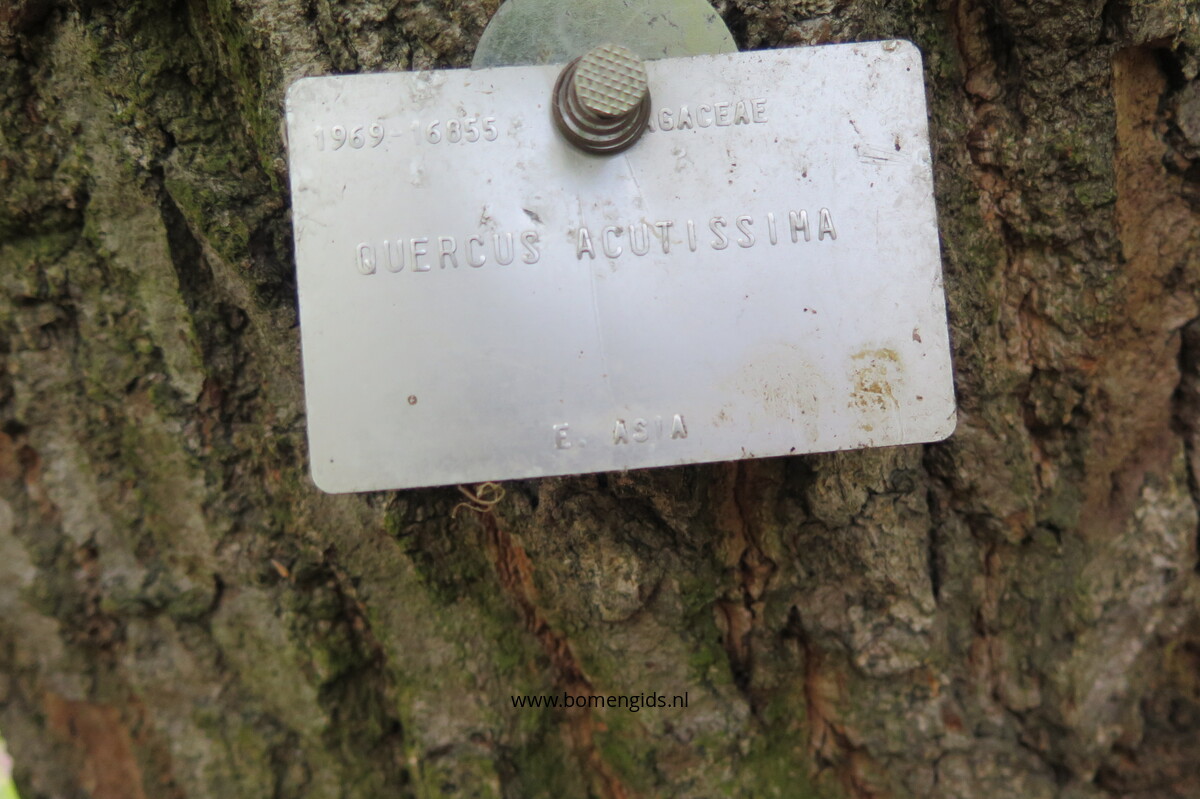 1969-16855 AGACEAE
QUERCUS ACUTISSIMA
E. ASIA
www.bomengids.nl